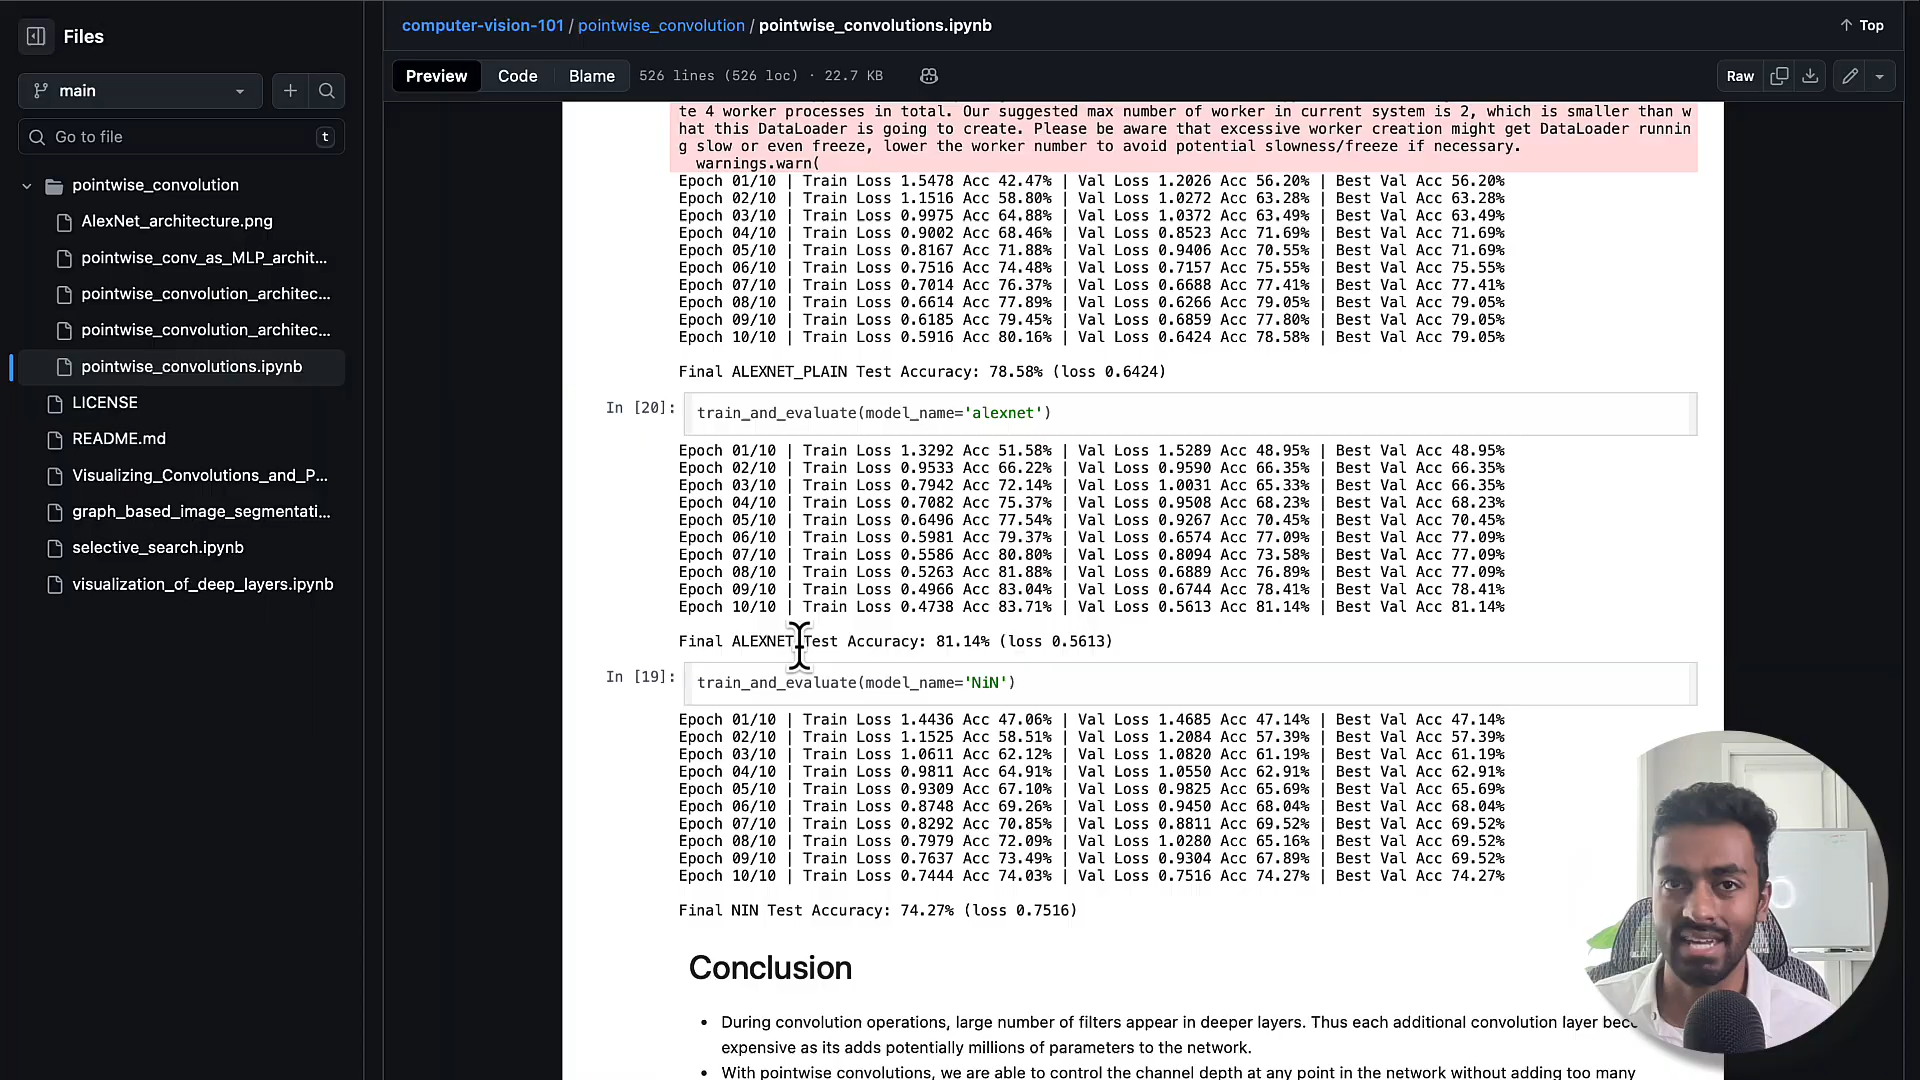 Files
main
Go to file
t
pointwise_convolution
AlexNet_architecture.png
pointwise_conv_as_MLP_archit...
pointwise_convolution_architec...
pointwise_convolution_architec...
pointwise_convolutions.ipynb
LICENSE
README.md
Visualizing_Convolutions_and_P...
graph_based_image_segmentati...
selective_search.ipynb
visualization_of_deep_layers.ipynb
computer-vision-101 / pointwise_convolution / pointwise_convolutions.ipynb
Top
Preview Code Blame 526 lines (526 loc) · 22.7 KB
Raw
te 4 worker processes in total. Our suggested max number of worker in current system is 2, which is smaller than w
hat this DataLoader is going to create. Please be aware that excessive worker creation might get DataLoader runnin
g slow or even freeze, lower the worker number to avoid potential slowness/freeze if necessary.
warnings.warn(
Epoch 01/10 | Train Loss 1.5478 Acc 42.47% | Val Loss 1.2026 Acc 56.20% | Best Val Acc 56.20%
Epoch 02/10 | Train Loss 1.1516 Acc 58.80% | Val Loss 1.0272 Acc 63.28% | Best Val Acc 63.28%
Epoch 03/10 | Train Loss 0.9975 Acc 64.88% | Val Loss 1.0372 Acc 63.49% | Best Val Acc 63.49%
Epoch 04/10 | Train Loss 0.9002 Acc 68.46% | Val Loss 0.8523 Acc 71.69% | Best Val Acc 71.69%
Epoch 05/10 | Train Loss 0.8167 Acc 71.88% | Val Loss 0.9406 Acc 70.55% | Best Val Acc 71.69%
Epoch 06/10 | Train Loss 0.7516 Acc 74.48% | Val Loss 0.7157 Acc 75.55% | Best Val Acc 75.55%
Epoch 07/10 | Train Loss 0.7014 Acc 76.37% | Val Loss 0.6688 Acc 77.41% | Best Val Acc 77.41%
Epoch 08/10 | Train Loss 0.6614 Acc 77.89% | Val Loss 0.6266 Acc 79.05% | Best Val Acc 79.05%
Epoch 09/10 | Train Loss 0.6185 Acc 79.45% | Val Loss 0.6859 Acc 77.80% | Best Val Acc 79.05%
Epoch 10/10 | Train Loss 0.5916 Acc 80.16% | Val Loss 0.6424 Acc 78.58% | Best Val Acc 79.05%
Final ALEXNET_PLAIN Test Accuracy: 78.58% (loss 0.6424)
In [20]: train_and_evaluate(model_name='alexnet')
Epoch 01/10 | Train Loss 1.3292 Acc 51.58% | Val Loss 1.5289 Acc 48.95% | Best Val Acc 48.95%
Epoch 02/10 | Train Loss 0.9533 Acc 66.22% | Val Loss 0.9590 Acc 66.35% | Best Val Acc 66.35%
Epoch 03/10 | Train Loss 0.7942 Acc 72.14% | Val Loss 1.0031 Acc 65.33% | Best Val Acc 66.35%
Epoch 04/10 | Train Loss 0.7082 Acc 75.37% | Val Loss 0.9508 Acc 68.23% | Best Val Acc 68.23%
Epoch 05/10 | Train Loss 0.6496 Acc 77.54% | Val Loss 0.9267 Acc 70.45% | Best Val Acc 70.45%
Epoch 06/10 | Train Loss 0.5981 Acc 79.37% | Val Loss 0.6574 Acc 77.09% | Best Val Acc 77.09%
Epoch 07/10 | Train Loss 0.5586 Acc 80.80% | Val Loss 0.8094 Acc 73.58% | Best Val Acc 77.09%
Epoch 08/10 | Train Loss 0.5263 Acc 81.88% | Val Loss 0.6889 Acc 76.89% | Best Val Acc 77.09%
Epoch 09/10 | Train Loss 0.4966 Acc 83.04% | Val Loss 0.6744 Acc 78.41% | Best Val Acc 78.41%
Epoch 10/10 | Train Loss 0.4738 Acc 83.71% | Val Loss 0.5613 Acc 81.14% | Best Val Acc 81.14%
Final ALEXNET Test Accuracy: 81.14% (loss 0.5613)
In [19]: train_and_evaluate(model_name='NiN')
Epoch 01/10 | Train Loss 1.4436 Acc 47.06% | Val Loss 1.4685 Acc 47.14% | Best Val Acc 47.14%
Epoch 02/10 | Train Loss 1.1525 Acc 58.51% | Val Loss 1.2084 Acc 57.39% | Best Val Acc 57.39%
Epoch 03/10 | Train Loss 1.0611 Acc 62.12% | Val Loss 1.0820 Acc 61.19% | Best Val Acc 61.19%
Epoch 04/10 | Train Loss 0.9811 Acc 64.91% | Val Loss 1.0550 Acc 62.91% | Best Val Acc 62.91%
Epoch 05/10 | Train Loss 0.9309 Acc 67.10% | Val Loss 0.9825 Acc 65.69% | Best Val Acc 65.69%
Epoch 06/10 | Train Loss 0.8748 Acc 69.26% | Val Loss 0.9450 Acc 68.04% | Best Val Acc 68.04%
Epoch 07/10 | Train Loss 0.8292 Acc 70.85% | Val Loss 0.8811 Acc 69.52% | Best Val Acc 69.52%
Epoch 08/10 | Train Loss 0.7979 Acc 72.09% | Val Loss 1.0280 Acc 65.16% | Best Val Acc 69.52%
Epoch 09/10 | Train Loss 0.7637 Acc 73.49% | Val Loss 0.9304 Acc 67.89% | Best Val Acc 69.52%
Epoch 10/10 | Train Loss 0.7444 Acc 74.03% | Val Loss 0.7516 Acc 74.27% | Best Val Acc 74.27%
Final NIN Test Accuracy: 74.27% (loss 0.7516)
Conclusion
• During convolution operations, large number of filters appear in deeper layers. Thus each additional convolution layer
expensive as its adds potentially millions of parameters to the network.
• With pointwise convolutions, we are able to control the channel depth at any point in the network without adding too many